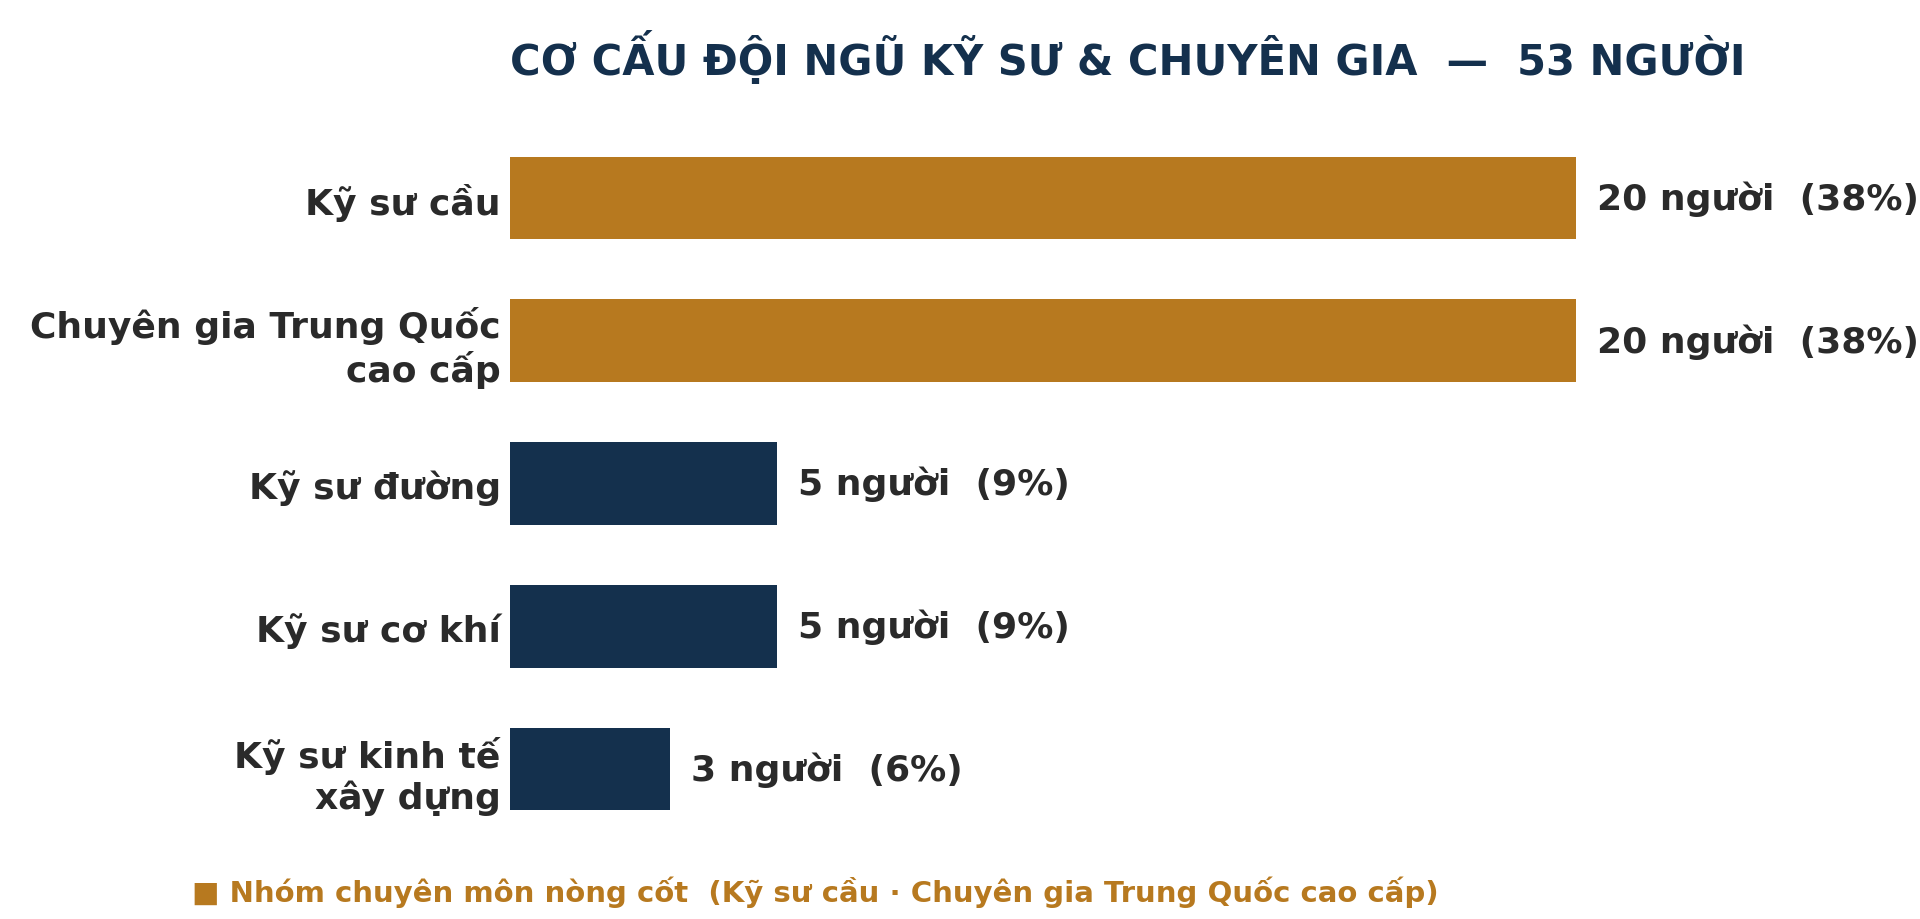 CƠ CẤU ĐỘI NGŨ KỸ SƯ & CHUYÊN GIA — 53 NGƯỜI
Kỹ sư cầu
20 người (38%)
Chuyên gia Trung Quốc
cao cấp
20 người (38%)
Kỹ sư đường
5 người (9%)
Kỹ sư cơ khí
5 người (9%)
Kỹ sư kinh tế
xây dựng
3 người (6%)
■ Nhóm chuyên môn nòng cốt (Kỹ sư cầu · Chuyên gia Trung Quốc cao cấp)